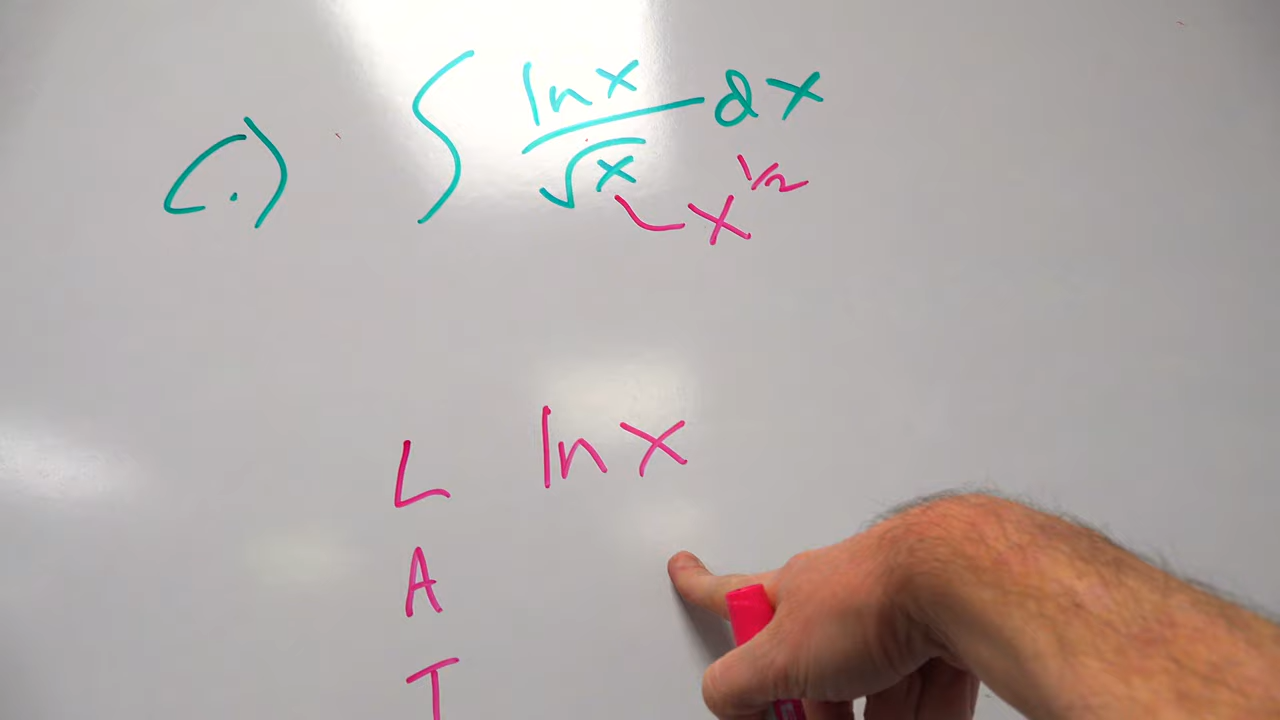 c.) ∫ ln x / √x dx
x^1/2
L ln x
A
T